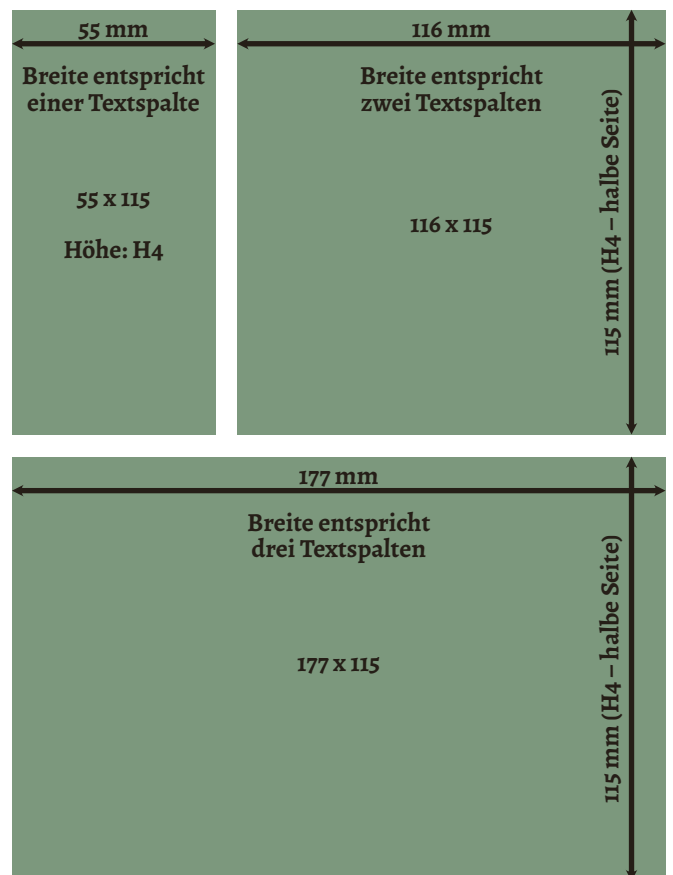 55 mm
Breite entspricht
einer Textspalte
55 x 115
Höhe: H4
116 mm
Breite entspricht
zwei Textspalten
116 x 115
115 mm (H4 – halbe Seite)
177 mm
Breite entspricht
drei Textspalten
177 x 115
115 mm (H4 – halbe Seite)